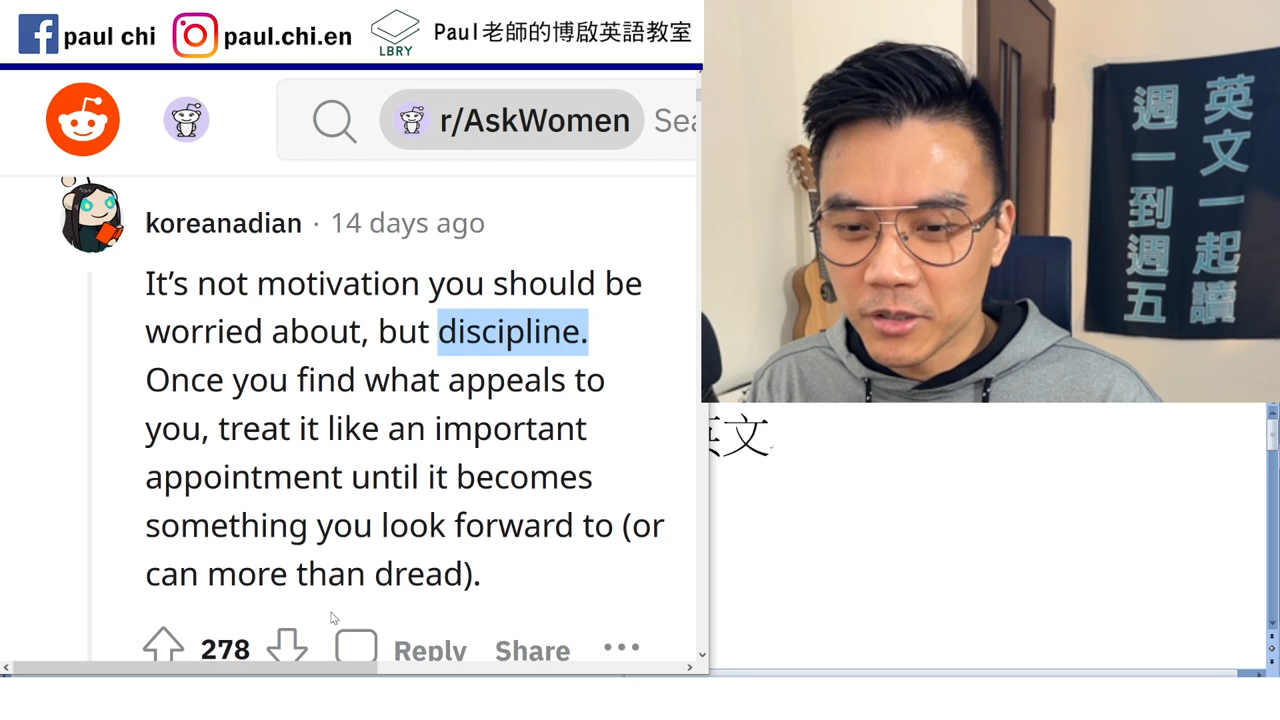 paul chi
paul.chi.en
LBRY
Paul老師的博啟英語教室
r/AskWomen
koreanadian · 14 days ago
It’s not motivation you should be
worried about, but discipline.
Once you find what appeals to
you, treat it like an important
appointment until it becomes
something you look forward to (or
can more than dread).
278
Reply
Share
英文一起讀
週一到週五
文